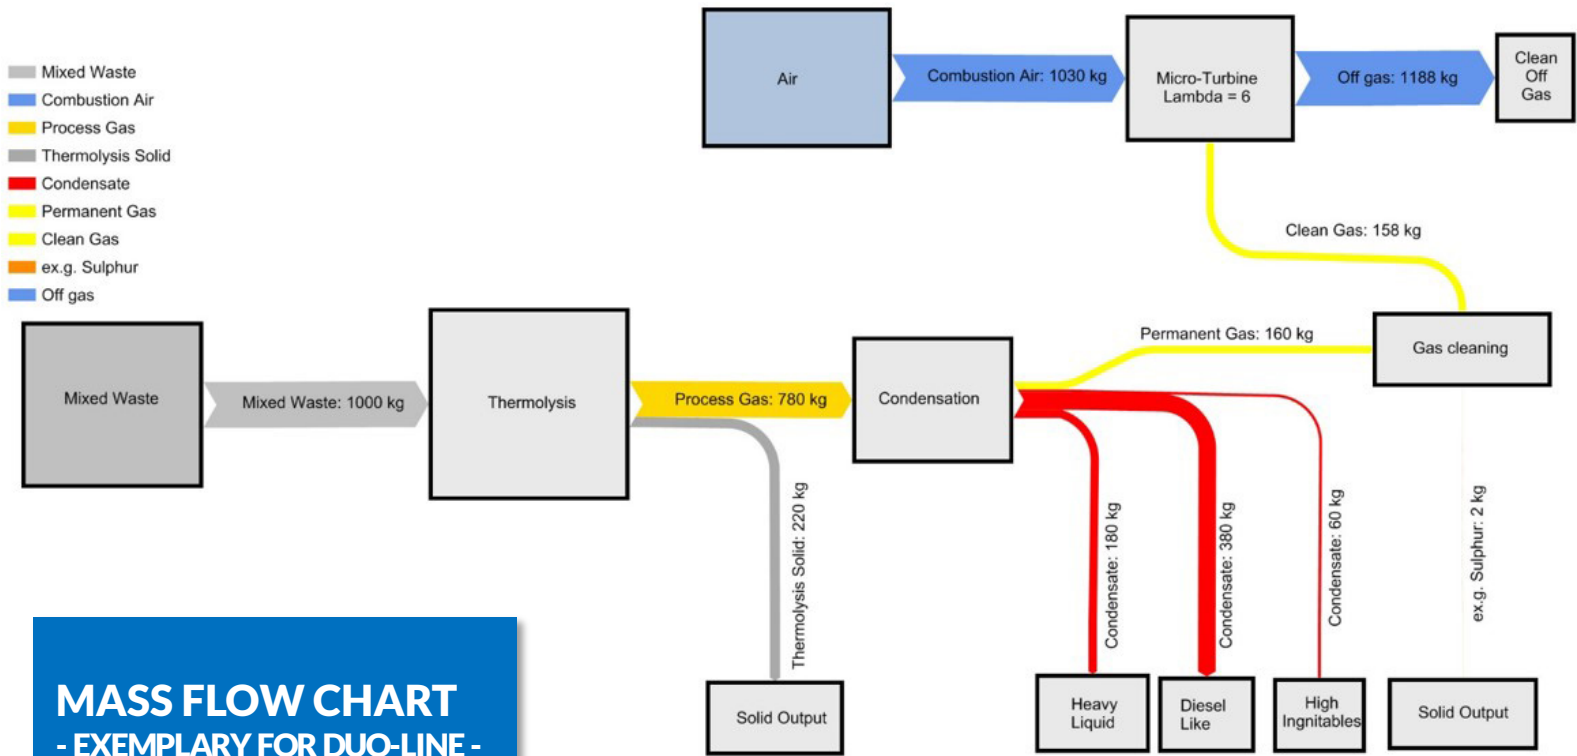 Mixed Waste
Combustion Air
Process Gas
Thermolysis Solid
Condensate
Permanent Gas
Clean Gas
ex.g. Sulphur
Off gas
Air
Combustion Air: 1030 kg
Micro-Turbine
Lambda = 6
Off gas: 1188 kg
Clean
Off
Gas
Clean Gas: 158 kg
Mixed Waste
Mixed Waste: 1000 kg
Thermolysis
Process Gas: 780 kg
Condensation
Permanent Gas: 160 kg
Gas cleaning
Thermolysis Solid: 220 kg
Condensate: 180 kg
Condensate: 380 kg
Condensate: 60 kg
ex.g. Sulphur: 2 kg
Solid Output
Heavy
Liquid
Diesel
Like
High
Ingnitables
Solid Output
MASS FLOW CHART
- EXEMPLARY FOR DUO-LINE -